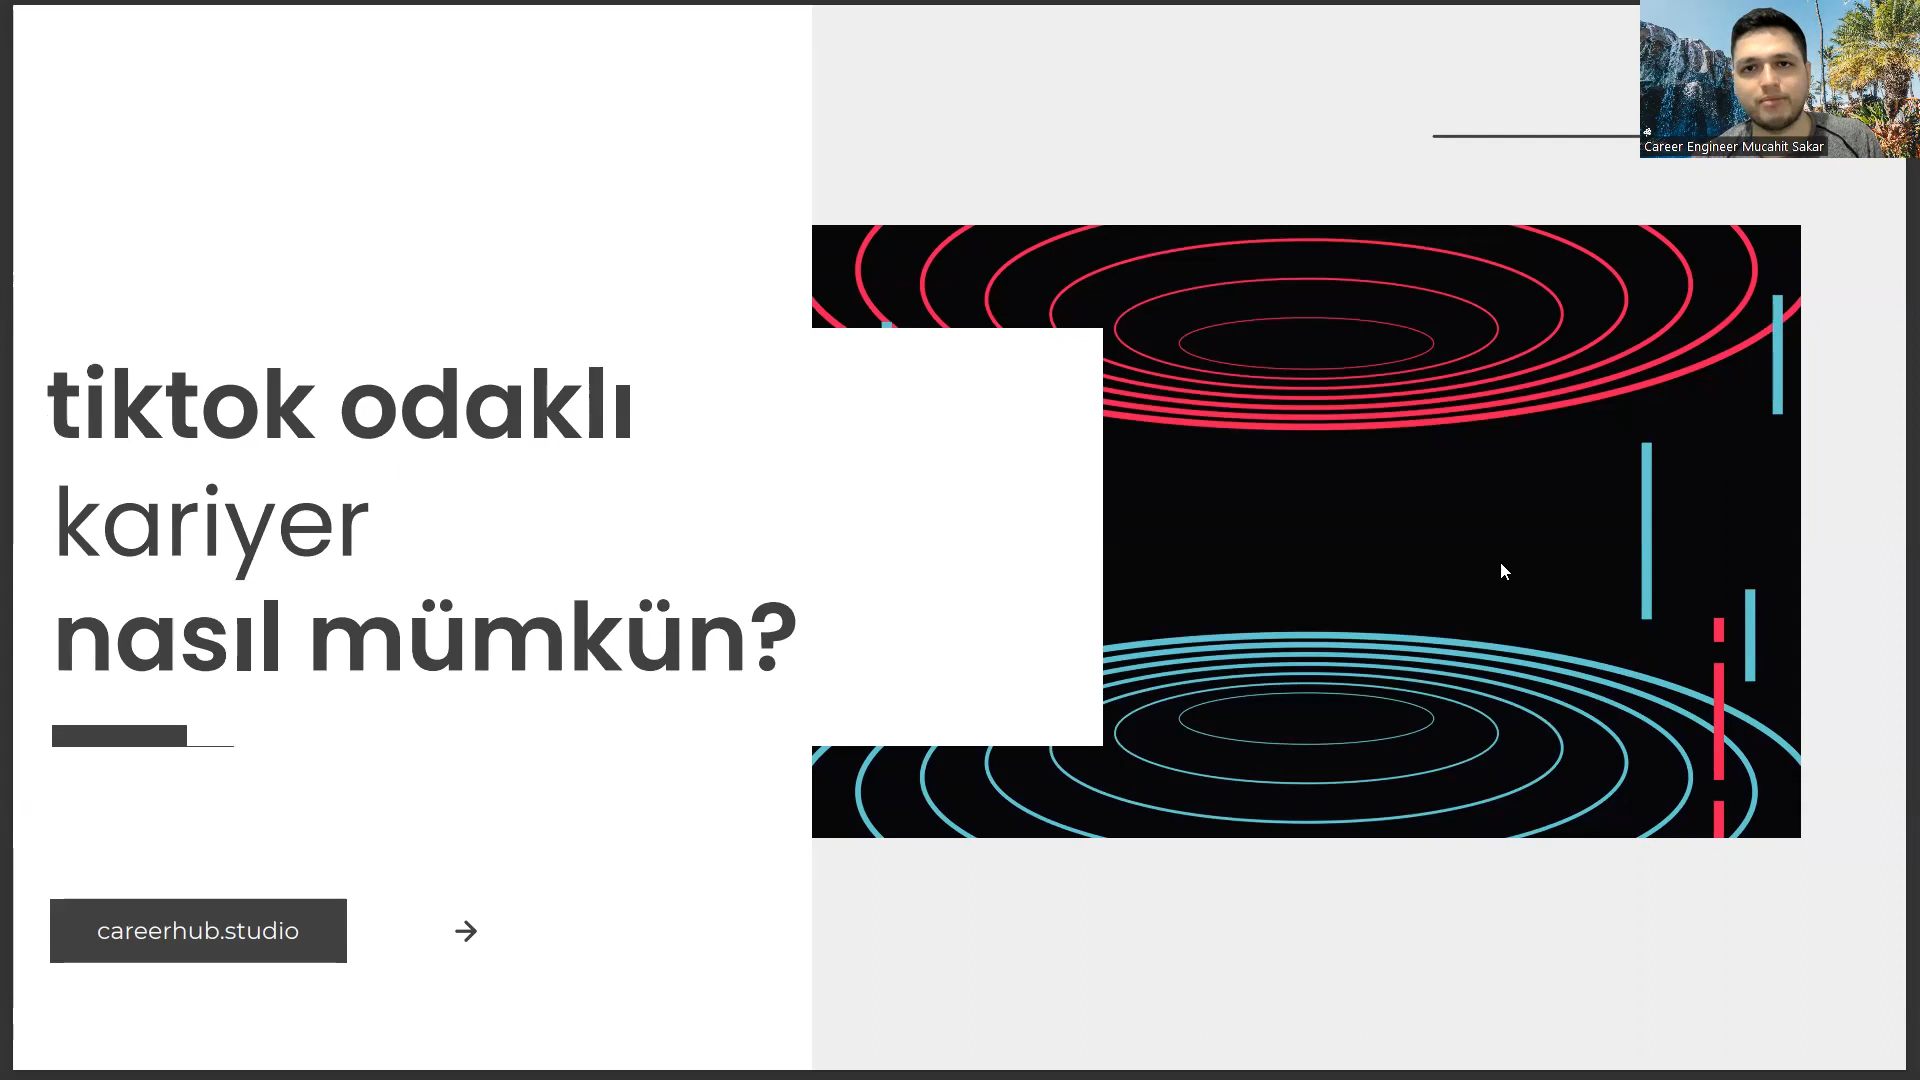 Career Engineer Mucahit Sakar
tiktok odaklı
kariyer
nasıl mümkün?
careerhub.studio